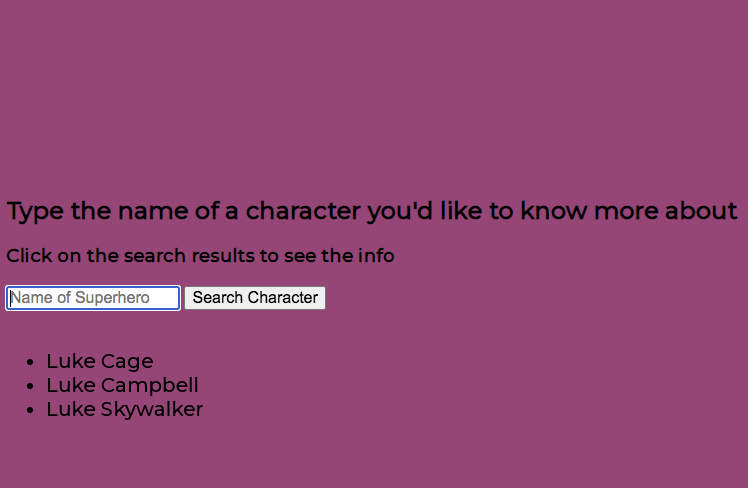 Type the name of a character you'd like to know more about
Click on the search results to see the info
Name of Superhero Search Character
Luke Cage
Luke Campbell
Luke Skywalker